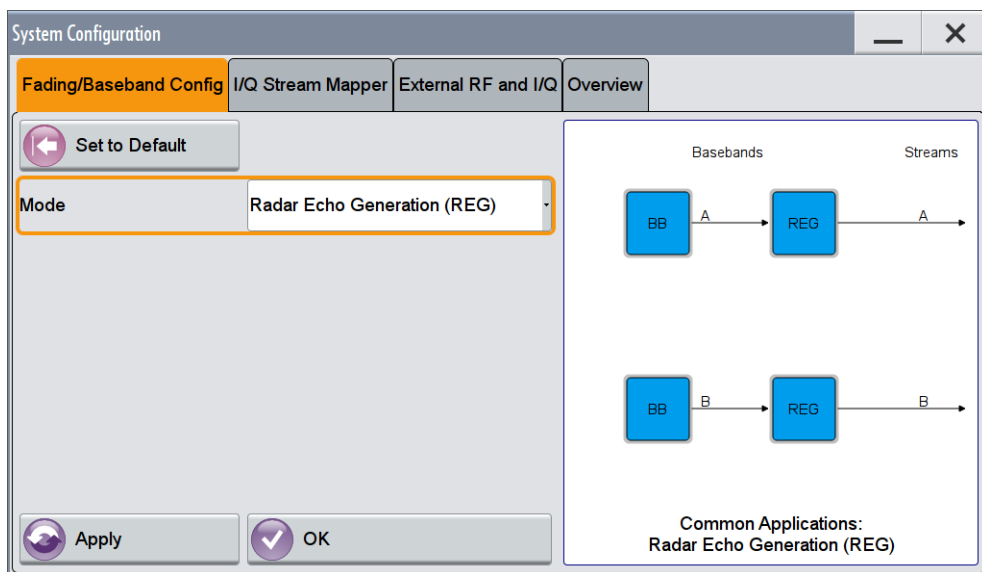 System Configuration
Fading/Baseband Config I/Q Stream Mapper External RF and I/Q Overview
Set to Default
Mode Radar Echo Generation (REG)
Apply OK
Basebands Streams
BB A REG A
BB B REG B
Common Applications:
Radar Echo Generation (REG)